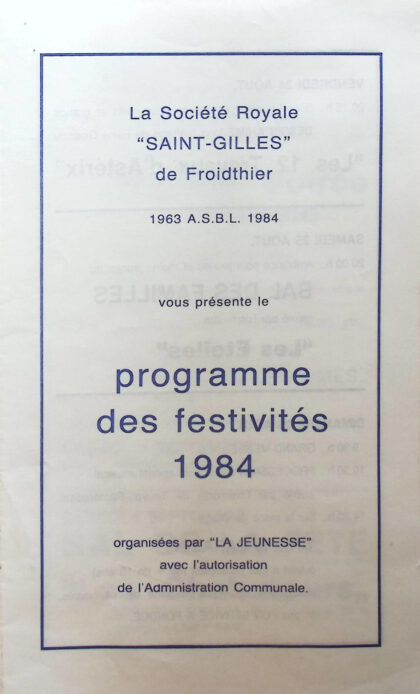 La Société Royale
“SAINT-GILLES”
de Froidthier
1963 A.S.B.L. 1984
vous présente le
programme
des festivités
1984
organisées par “LA JEUNESSE”
avec l'autorisation
de l'Administration Communale.